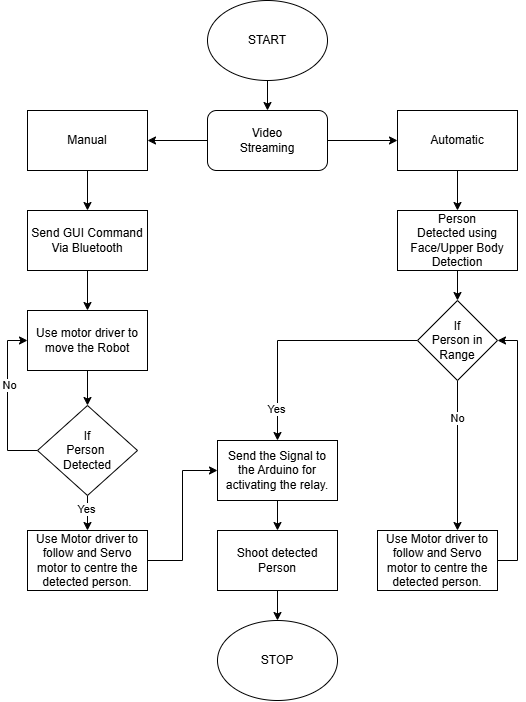 START
Manual
Video
Streaming
Automatic
Send GUI Command
Via Bluetooth
Person
Detected using
Face/Upper Body
Detection
Use motor driver to
move the Robot
If
Person in
Range
No
Yes
No
If
Person
Detected
Send the Signal to
the Arduino for
activating the relay.
Yes
Use Motor driver to
follow and Servo
motor to centre the
detected person.
Shoot detected
Person
Use Motor driver to
follow and Servo
motor to centre the
detected person.
STOP